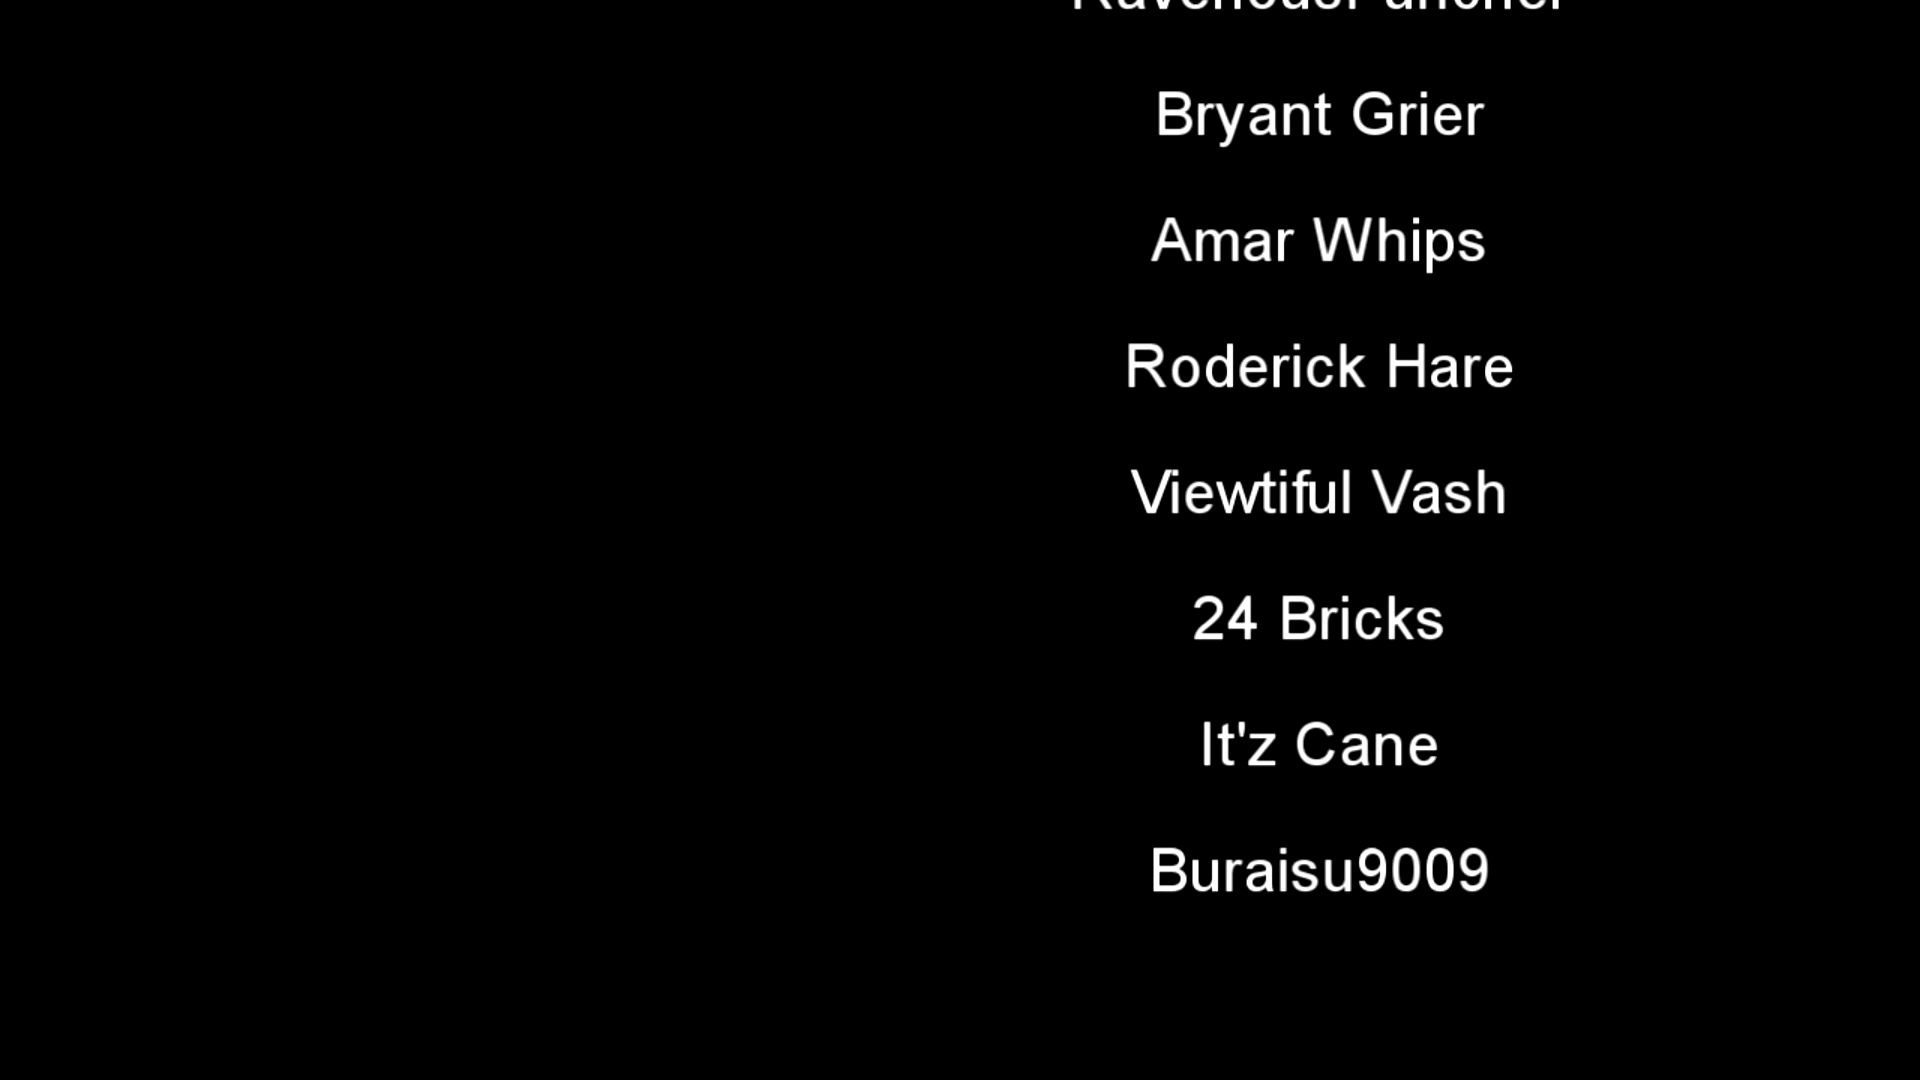 Bryant Grier
Amar Whips
Roderick Hare
Viewtiful Vash
24 Bricks
It'z Cane
Buraisu9009